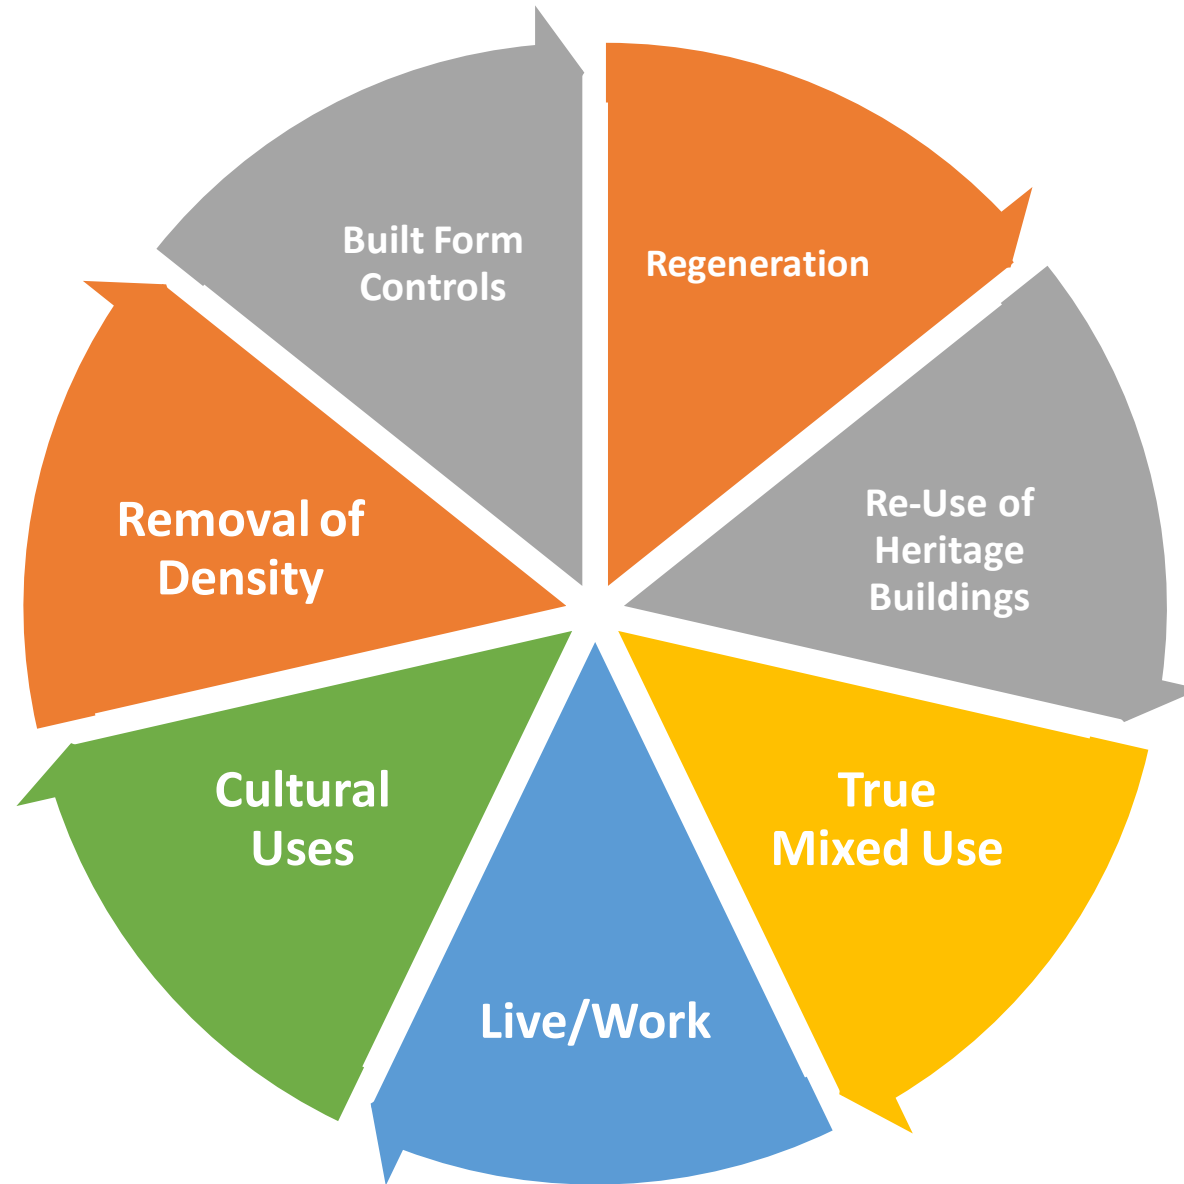 Built Form
Controls
Regeneration
Re-Use of
Heritage
Buildings
True
Mixed Use
Live/Work
Cultural
Uses
Removal of
Density